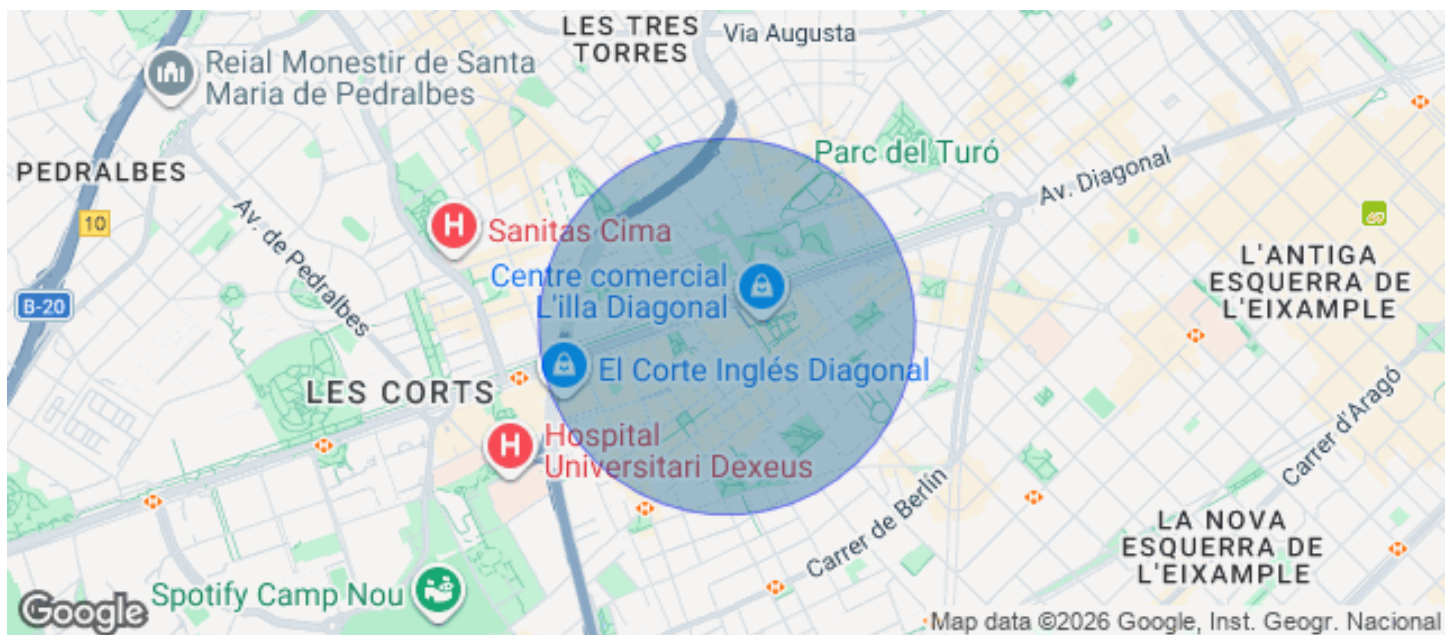 LES TRES
TORRES
Via Augusta
Reial Monestir de Santa
Maria de Pedralbes
Parc del Turó
PEDRALBES
Av. Diagonal
10
Av. de Pedralbes
H
Sanitas Cima
L'ANTIGA
ESQUERRA DE
L'EIXAMPLE
Centre comercial
L'illa Diagonal
B-20
El Corte Inglés Diagonal
LES CORTS
Carrer d'Aragó
H
Hospital
Universitari Dexeus
Carrer de Berlin
LA NOVA
ESQUERRA DE
L'EIXAMPLE
Spotify Camp Nou
Google
Map data ©2026 Google, Inst. Geogr. Nacional